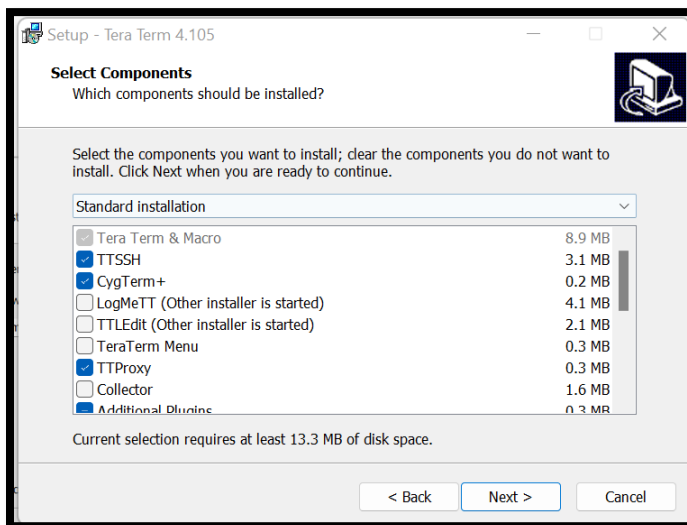 Setup - Tera Term 4.105
Select Components
Which components should be installed?
Select the components you want to install; clear the components you do not want to
install. Click Next when you are ready to continue.
Standard installation
Tera Term & Macro 8.9 MB
TTSSH 3.1 MB
CygTerm+ 0.2 MB
LogMeTT (Other installer is started) 4.1 MB
TTLEdit (Other installer is started) 2.1 MB
TeraTerm Menu 0.3 MB
TTProxy 0.3 MB
Collector 1.6 MB
Additional Plugins 0.3 MB
Current selection requires at least 13.3 MB of disk space.
< Back Next > Cancel